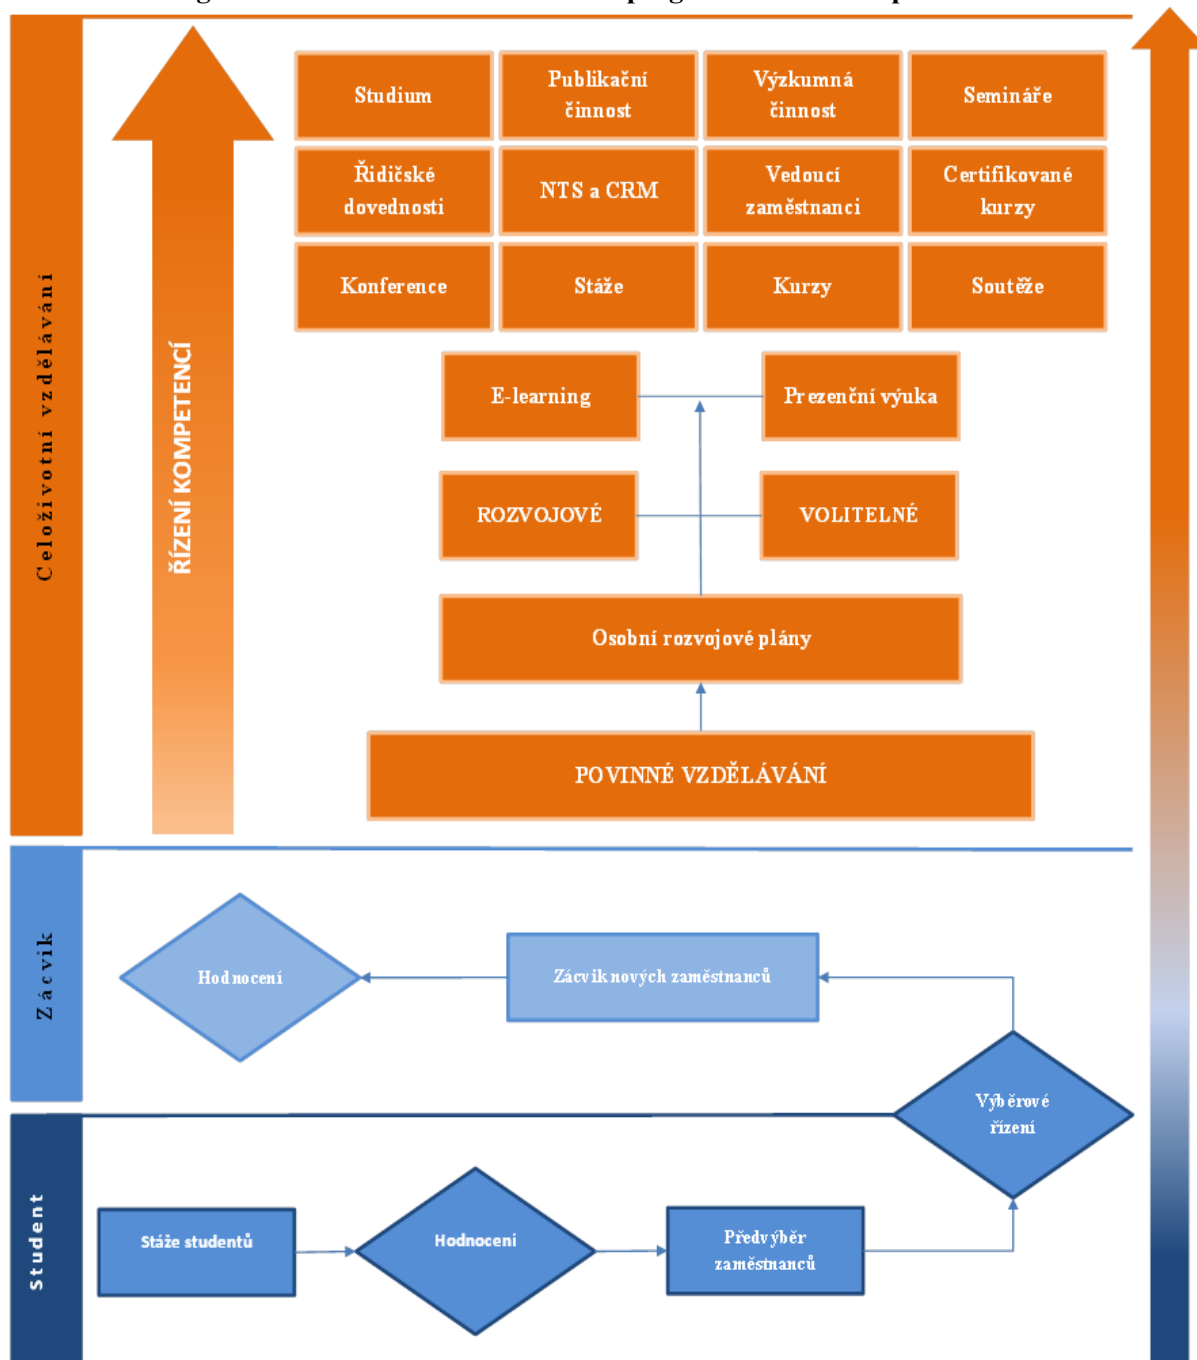 Studium
Publikační
činnost
Výzkumná
činnost
Semináře
Řidičské
dovednosti
NTS a CRM
Vedoucí
zaměstnanci
Certifikované
kurzy
Konference
Stáže
Kurzy
Soutěže
E-learning
Prezenční výuka
ROZVOJOVÉ
VOLITELNÉ
Osobní rozvojové plány
POVINNÉ VZDĚLÁVÁNÍ
ŘÍZENÍ KOMPETENCÍ
Celoživotní vzdělávání
Hodnocení
Zácvik nových zaměstnanců
Zácvik
Výběrové
řízení
Stáže studentů
Hodnocení
Předvýběr
zaměstnanců
Student